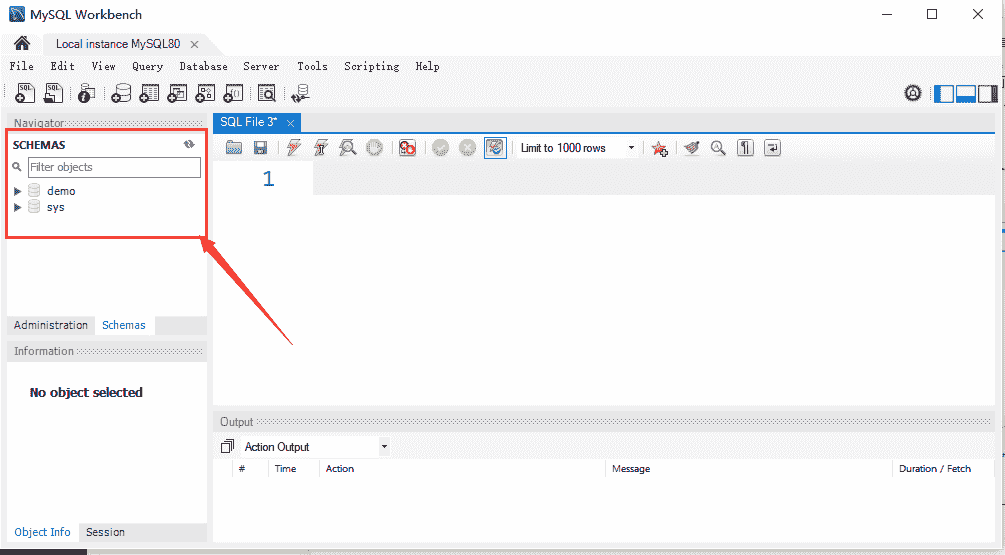 MySQL Workbench
Local instance MySQL80
File Edit View Query Database Server Tools Scripting Help
Navigator
SCHEMAS
Filter objects
demo
sys
Administration Schemas
Information
No object selected
Object Info Session
SQL File 3*
Limit to 1000 rows
1
Output
Action Output
# Time Action Message Duration / Fetch